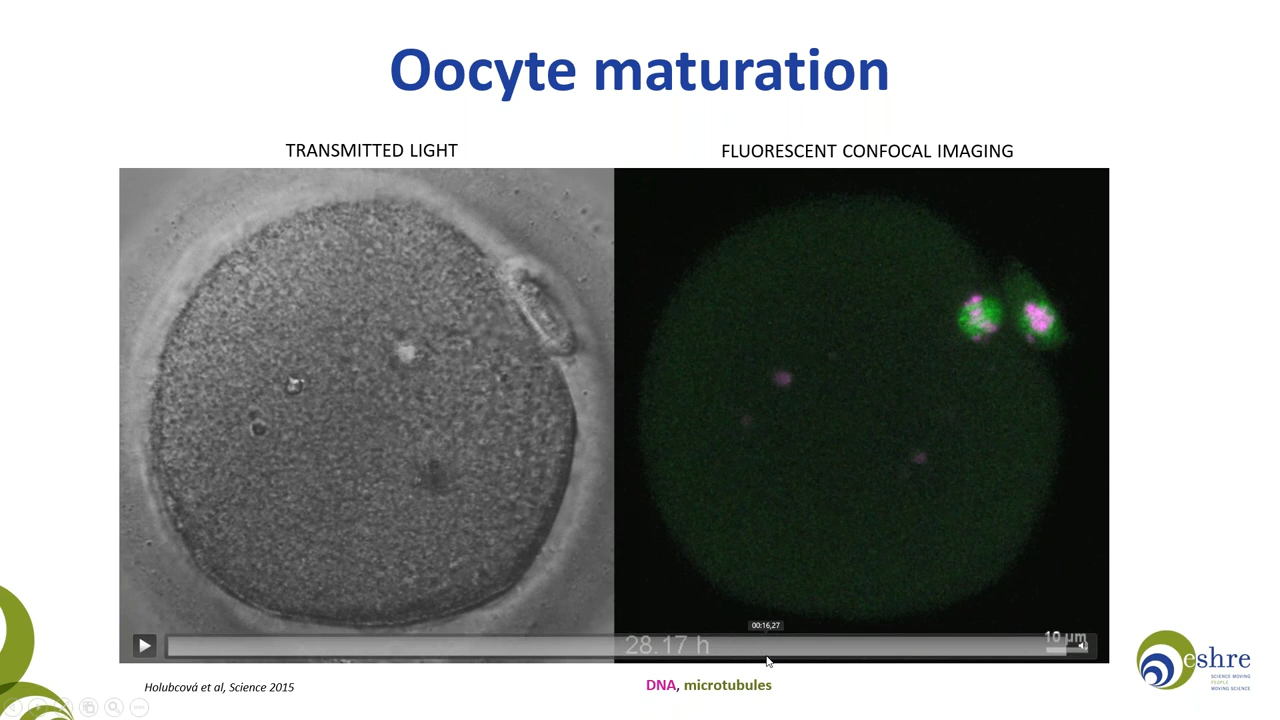 Oocyte maturation
TRANSMITTED LIGHT
FLUORESCENT CONFOCAL IMAGING
00:16,27
28.17 h
10 µm
Holubcová et al, Science 2015
DNA, microtubules
eshre
SCIENCE MOVING
PEOPLE
MOVING SCIENCE